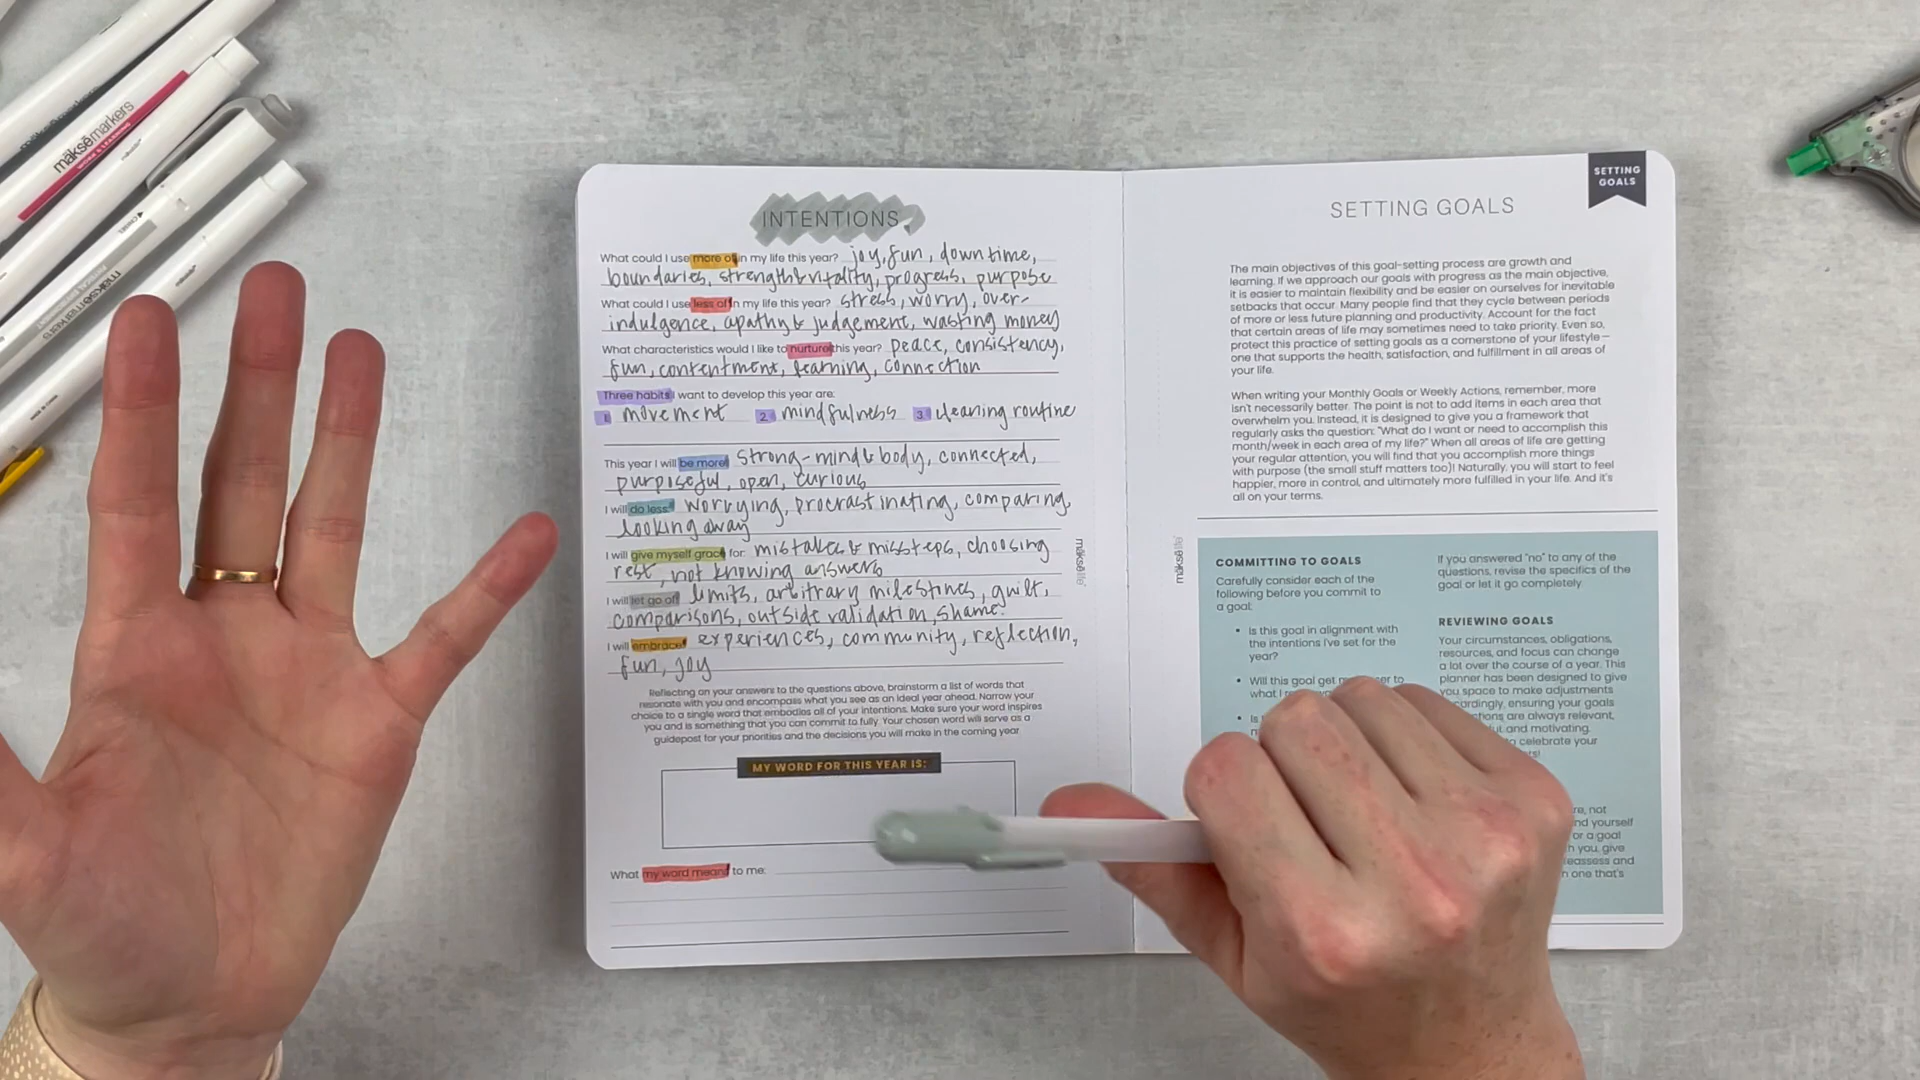 mäksēmarkers
INTENTIONS
What could I use more of in my life this year? joy, fun, down time,
boundaries, strength & vitality, progress, purpose
What could I use less of in my life this year? stress, worry, over-
indulgence, apathy & judgement, wasting money
What characteristics would I like to nurture this year? peace, consistency,
fun, contentment, learning, connection
Three habits I want to develop this year are:
1. movement 2. mindfulness 3. cleaning routine
This year I will be more: strong-mind & body, connected,
purposeful, open, curious
I will do less: worrying, procrastinating, comparing,
looking away
I will give myself grace for: mistakes & missteps, choosing
rest, not knowing answers
I will let go of: limits, arbitrary milestones, guilt,
comparisons, outside validation, shame.
I will embrace: experiences, community, reflection,
fun, joy
Reflecting on your answers to the questions above, brainstorm a list of words that
resonate with you and encompass what you see as an ideal year ahead. Narrow your
choice to a single word that embodies all of your intentions. Make sure your word inspires
you and is something that you can commit to fully. Your chosen word will serve as a
guidepost for your priorities and the decisions you will make in the coming year
MY WORD FOR THIS YEAR IS:
What my word means to me:
mäksēlife
SETTING
GOALS
SETTING GOALS
The main objectives of this goal-setting process are growth and
learning. If we approach our goals with progress as the main objective,
it is easier to maintain flexibility and be easier on ourselves for inevitable
setbacks that occur. Many people find that they cycle between periods
of more or less future planning and productivity. Account for the fact
that certain areas of life may sometimes need to take priority. Even so,
protect this practice of setting goals as a cornerstone of your lifestyle—
one that supports the health, satisfaction, and fulfillment in all areas of
your life.
When writing your Monthly Goals or Weekly Actions, remember, more
isn't necessarily better. The point is not to add items in each area that
overwhelm you. Instead, it is designed to give you a framework that
regularly asks the question: "What do I want or need to accomplish this
month/week in each area of my life?" When all areas of life are getting
your regular attention, you will find that you accomplish more things
with purpose (the small stuff matters too)! Naturally, you will start to feel
happier, more in control, and ultimately more fulfilled in your life. And it's
all on your terms.
mäksēlife
COMMITTING TO GOALS
Carefully consider each of the
following before you commit to
a goal:
• Is this goal in alignment with
the intentions I've set for the
year?
• Will this goal get to
what I
• Is
If you answered "no" to any of the
questions, revise the specifics of the
goal or let it go completely.
REVIEWING GOALS
Your circumstances, obligations,
resources, and focus can change
a lot over the course of a year. This
planner has been designed to give
you space to make adjustments
ensuring your goals
are always relevant,
and motivating.
celebrate your
not
yourself
or a goal
you, give
reassess and
one that's